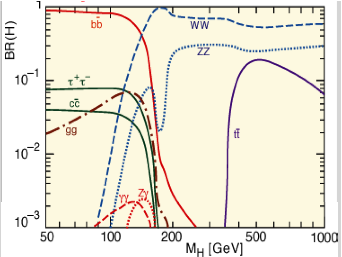 1
BR(H)
bb̄
WW
ZZ
10⁻¹
τ⁺τ⁻
cc̄
gg
tt̄
10⁻²
γγ
Zγ
10⁻³
50
100
200
500
1000
M_H [GeV]